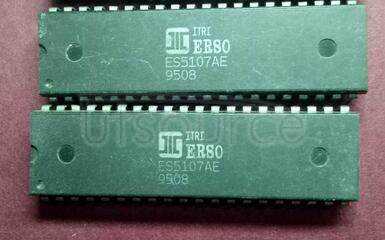 ITRI
ERSO
ES5107AE
9508
UTSOURCE
ITRI
ERSO
ES5107AE
9508